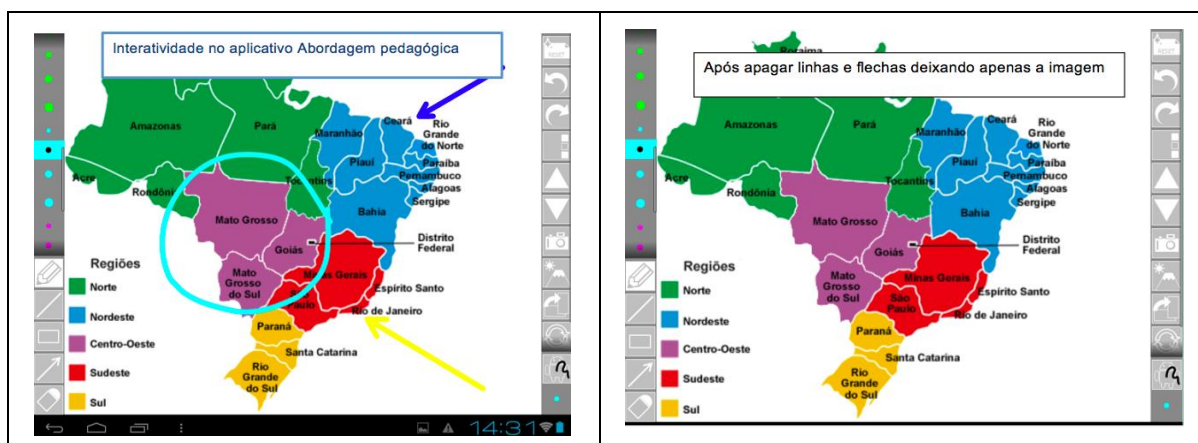 Interatividade no aplicativo Abordagem pedagógica
Amazonas
Pará
Maranhão
Ceará
Rio
Grande
do Norte
Piauí
Paraíba
Pernambuco
Acre
Rondônia
Tocantins
Alagoas
Sergipe
Bahia
Mato Grosso
Goiás
Distrito
Federal
Mato
Grosso
do Sul
Minas Gerais
Espírito Santo
São
Paulo
Rio de Janeiro
Paraná
Santa Catarina
Rio
Grande
do Sul
Regiões
Norte
Nordeste
Centro-Oeste
Sudeste
Sul
RESET
14:31
Após apagar linhas e flechas deixando apenas a imagem
Roraima
Amazonas
Pará
Maranhão
Ceará
Rio
Grande
do Norte
Piauí
Paraíba
Pernambuco
Acre
Rondônia
Tocantins
Alagoas
Sergipe
Bahia
Mato Grosso
Goiás
Distrito
Federal
Mato
Grosso
do Sul
Minas Gerais
Espírito Santo
São
Paulo
Rio de Janeiro
Paraná
Santa Catarina
Rio
Grande
do Sul
Regiões
Norte
Nordeste
Centro-Oeste
Sudeste
Sul
RESET